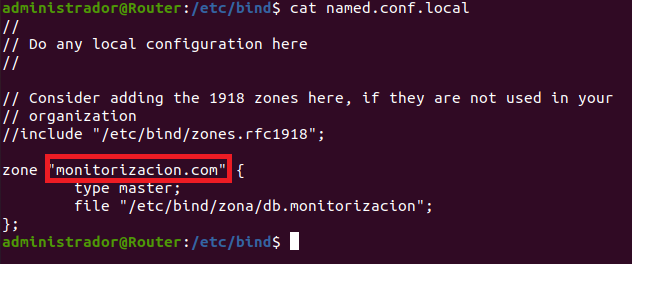 administrador@Router:/etc/bind$ cat named.conf.local
//
// Do any local configuration here
//
// Consider adding the 1918 zones here, if they are not used in your
// organization
//include "/etc/bind/zones.rfc1918";
zone "monitorizacion.com" {
        type master;
        file "/etc/bind/zona/db.monitorizacion";
};
administrador@Router:/etc/bind$